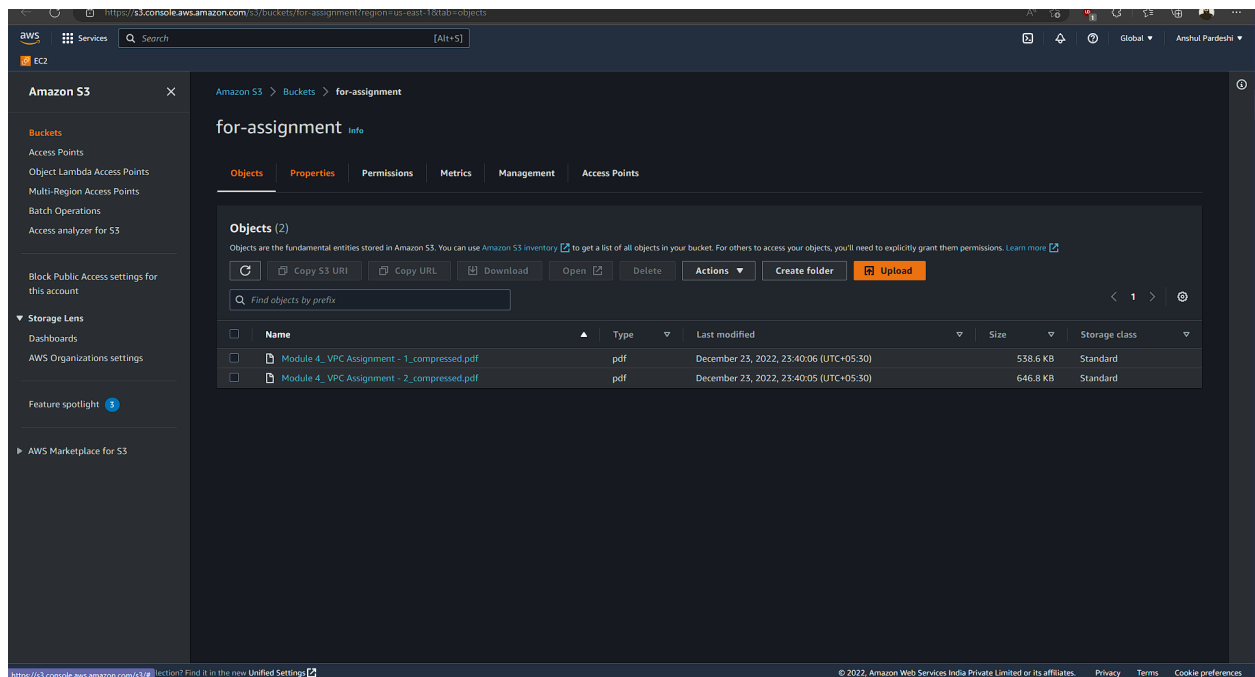 https://s3.console.aws.amazon.com/s3/buckets/for-assignment?region=us-east-1&tab=objects
aws Services Search [Alt+S] Global ▼ Anshul Pardeshi ▼
EC2
Amazon S3
Buckets
Access Points
Object Lambda Access Points
Multi-Region Access Points
Batch Operations
Access analyzer for S3
Block Public Access settings for
this account
▼ Storage Lens
Dashboards
AWS Organizations settings
Feature spotlight 3
AWS Marketplace for S3
Amazon S3 > Buckets > for-assignment
for-assignment Info
Objects Properties Permissions Metrics Management Access Points
Objects (2)
Objects are the fundamental entities stored in Amazon S3. You can use Amazon S3 inventory to get a list of all objects in your bucket. For others to access your objects, you'll need to explicitly grant them permissions. Learn more
Copy S3 URI Copy URL Download Open Delete Actions ▼ Create folder Upload
Find objects by prefix
< 1 >
Name Type Last modified Size Storage class
Module 4_ VPC Assignment - 1_compressed.pdf pdf December 23, 2022, 23:40:06 (UTC+05:30) 538.6 KB Standard
Module 4_ VPC Assignment - 2_compressed.pdf pdf December 23, 2022, 23:40:05 (UTC+05:30) 646.8 KB Standard
https://s3.console.aws.amazon.com/s3/# lection? Find it in the new Unified Settings © 2022, Amazon Web Services India Private Limited or its affiliates. Privacy Terms Cookie preferences